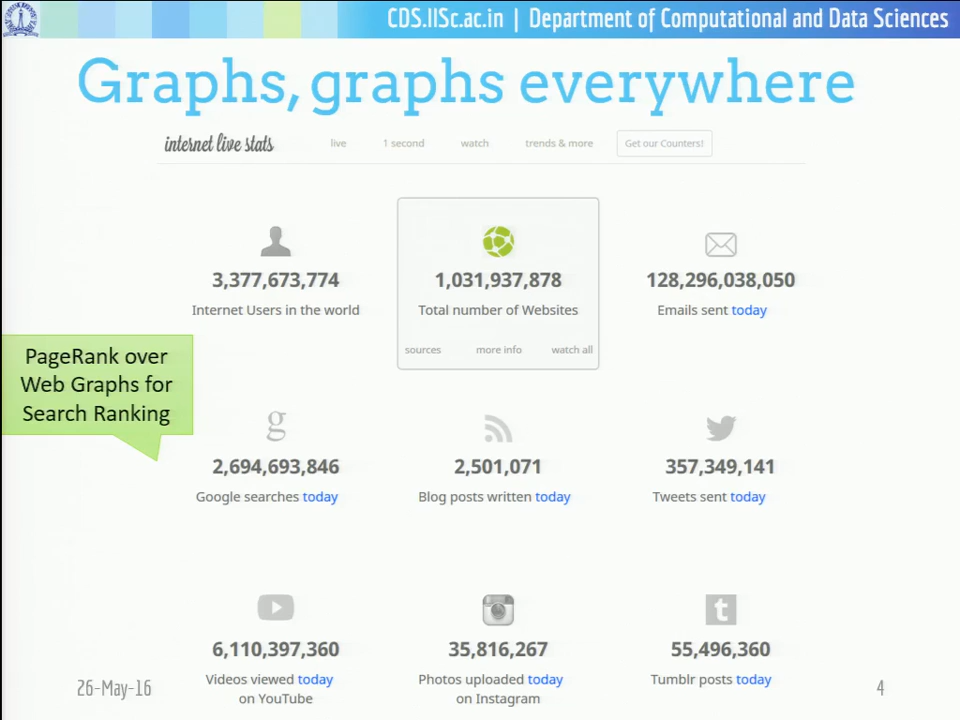 CDS.IISc.ac.in | Department of Computational and Data Sciences
Graphs, graphs everywhere
internet live stats
live
1 second
watch
trends & more
Get our Counters!
3,377,673,774
Internet Users in the world
1,031,937,878
Total number of Websites
sources
more info
watch all
128,296,038,050
Emails sent today
PageRank over
Web Graphs for
Search Ranking
g
2,694,693,846
Google searches today
2,501,071
Blog posts written today
357,349,141
Tweets sent today
6,110,397,360
Videos viewed today
on YouTube
35,816,267
Photos uploaded today
on Instagram
t
55,496,360
Tumblr posts today
26-May-16
4